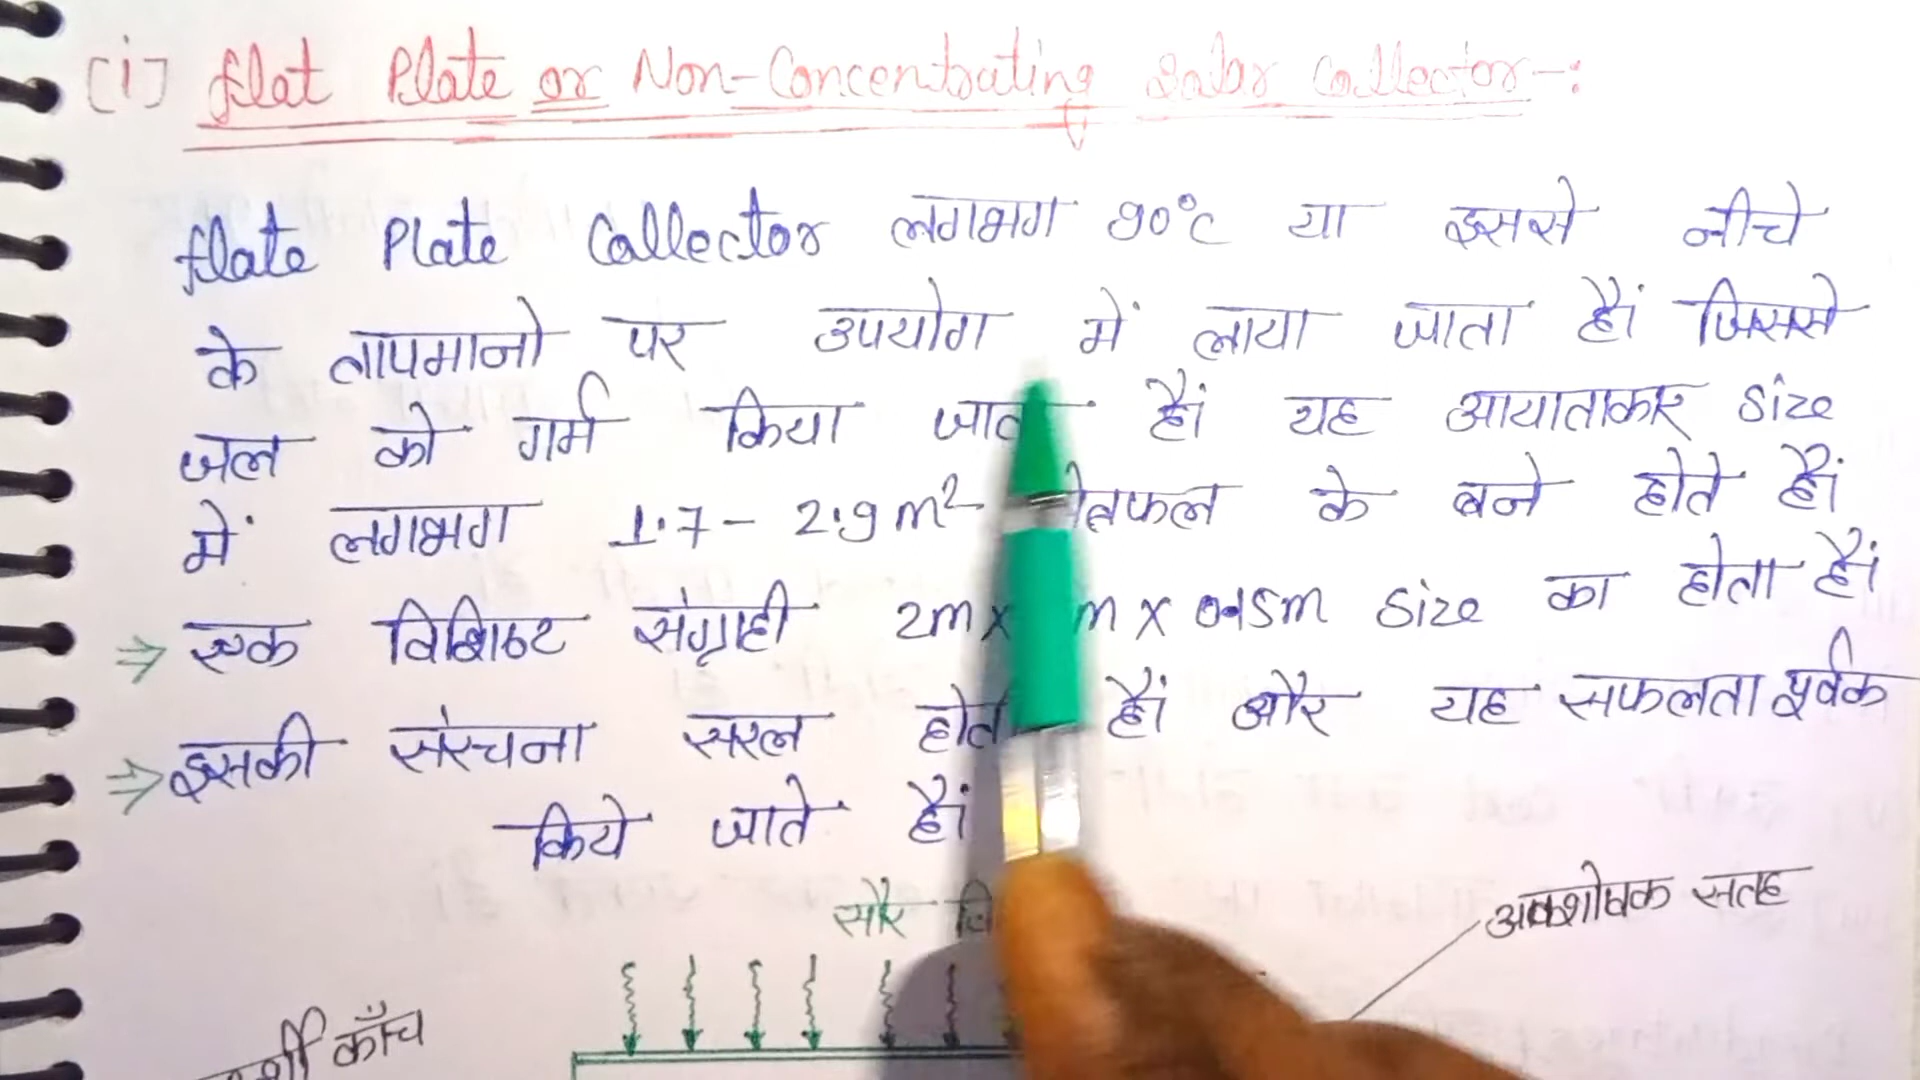 [i] flat Plate or Non-Concentrating Solar Collector-:
flate Plate Collector लगभग 90°c या इससे नीचे
के तापमानो पर उपयोग में लाया जाता हैं। जिससे
जल को गर्म किया जाता हैं। यह आयाताकार size
में लगभग 1.7 - 2.9 m² क्षेत्रफल के बने होते हैं।
⇒ एक विशिष्ट संग्राही 2m x m x 0.15m size का होता हैं।
⇒ इसकी संरचना सरल होती हैं। और यह सफलता पूर्वक
किये जाते हैं।
सौर
अवशोषक सतह
काँच